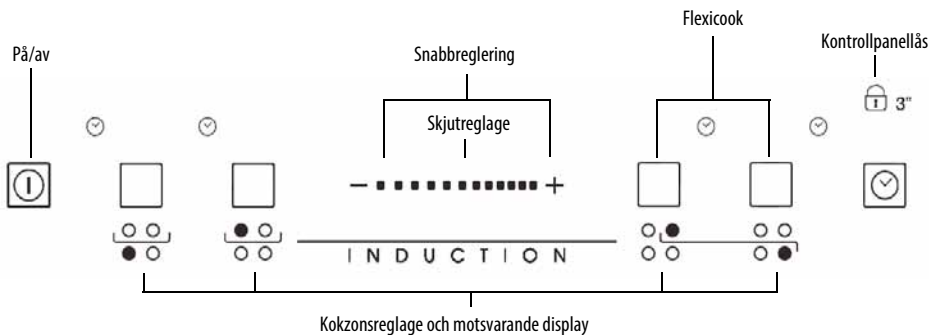 Flexicook
På/av
Snabbreglering
Kontrollpanellås
Skjutreglage
3"
INDUCTION
Kokzonsreglage och motsvarande display